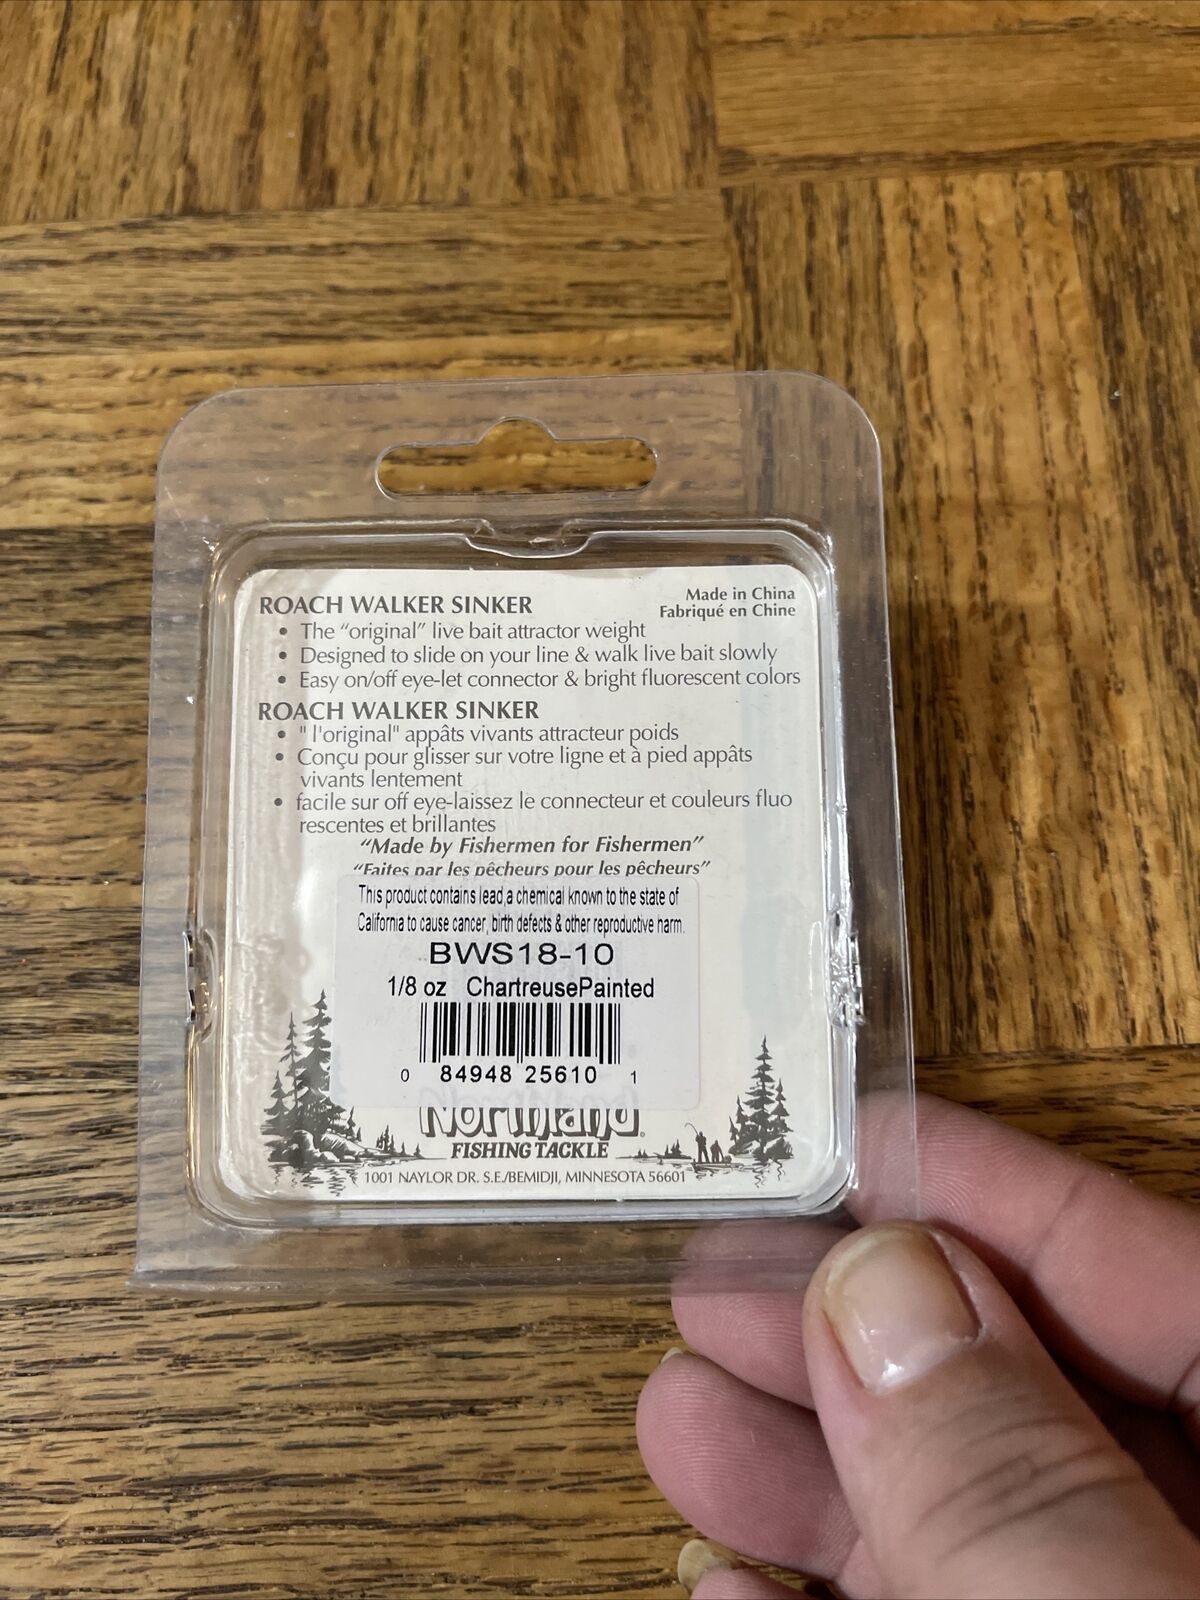 ROACH WALKER SINKER
Made in China
Fabriqué en Chine
• The “original” live bait attractor weight
• Designed to slide on your line & walk live bait slowly
• Easy on/off eye-let connector & bright fluorescent colors
ROACH WALKER SINKER
• " l'original" appâts vivants attracteur poids
• Conçu pour glisser sur votre ligne et à pied appâts
vivants lentement
• facile sur off eye-laissez le connecteur et couleurs fluo
rescentes et brillantes
“Made by Fishermen for Fishermen”
“Faites par les pêcheurs pour les pêcheurs”
This product contains lead,a chemical known to the state of
California to cause cancer, birth defects & other reproductive harm.
BWS18-10
1/8 oz ChartreusePainted
0 84948 25610 1
Northland
FISHING TACKLE
1001 NAYLOR DR. S.E./BEMIDJI, MINNESOTA 56601